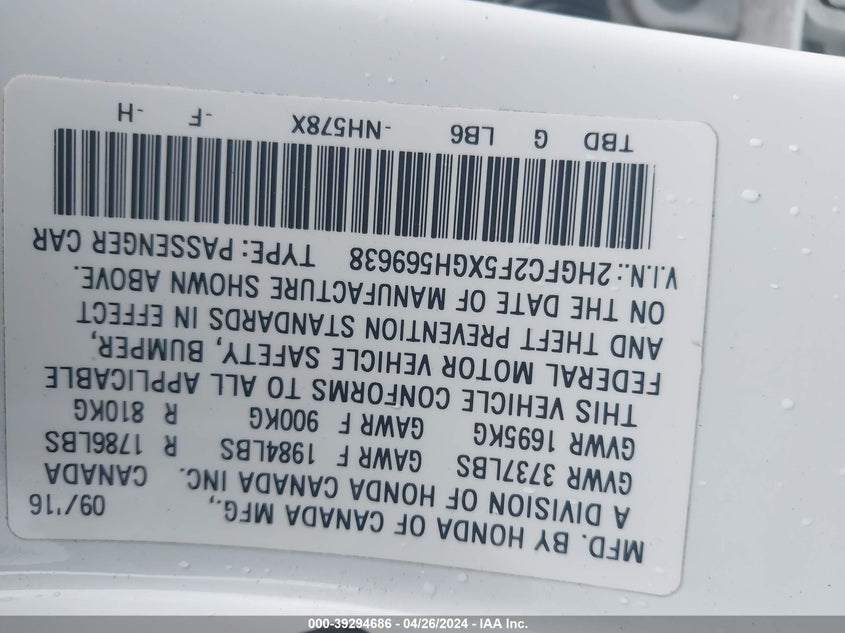 MFD. BY HONDA OF CANADA MFG., 09/'16
A DIVISION OF HONDA CANADA INC. CANADA
GVWR 3737LBS GAWR F 1984LBS R 1786LBS
GVWR 1695KG GAWR F 900KG R 810KG
THIS VEHICLE CONFORMS TO ALL APPLICABLE
FEDERAL MOTOR VEHICLE SAFETY, BUMPER,
AND THEFT PREVENTION STANDARDS IN EFFECT
ON THE DATE OF MANUFACTURE SHOWN ABOVE.
V.I.N.: 2HGFC2F5XGH569638 TYPE: PASSENGER CAR
TBD G LB6 -NH578X -F -H
000-39294686 - 04/26/2024 - IAA Inc.